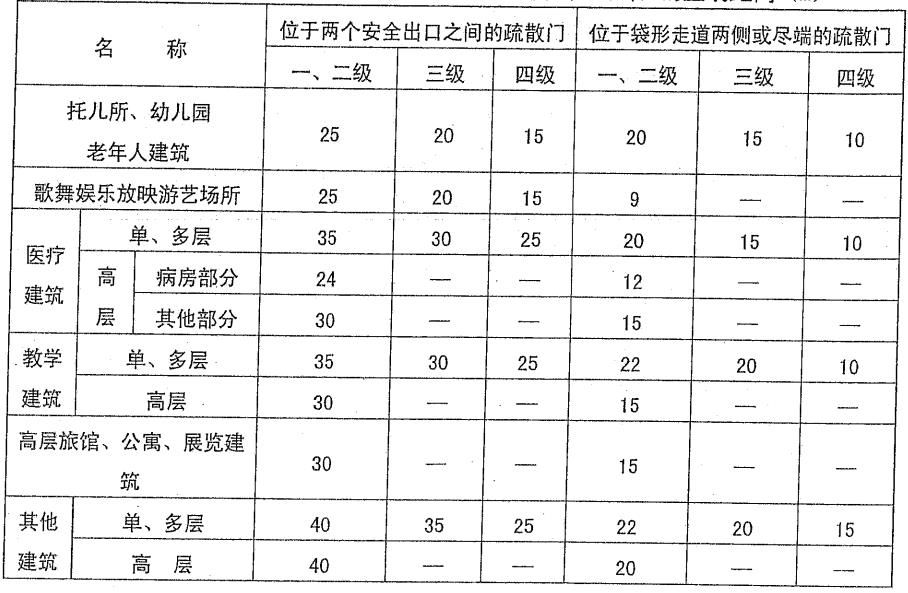 名 称 位于两个安全出口之间的疏散门 位于袋形走道两侧或尽端的疏散门
一、二级 三级 四级 一、二级 三级 四级
托儿所、幼儿园
老年人建筑 25 20 15 20 15 10
歌舞娱乐放映游艺场所 25 20 15 9 — —
医疗
建筑 单、多层 35 30 25 20 15 10
高
层 病房部分 24 — — 12 — —
其他部分 30 — — 15 — —
教学
建筑 单、多层 35 30 25 22 20 10
高层 30 — — 15 — —
高层旅馆、公寓、展览建
筑 30 — — 15 — —
其他
建筑 单、多层 40 35 25 22 20 15
高 层 40 — — 20 — —